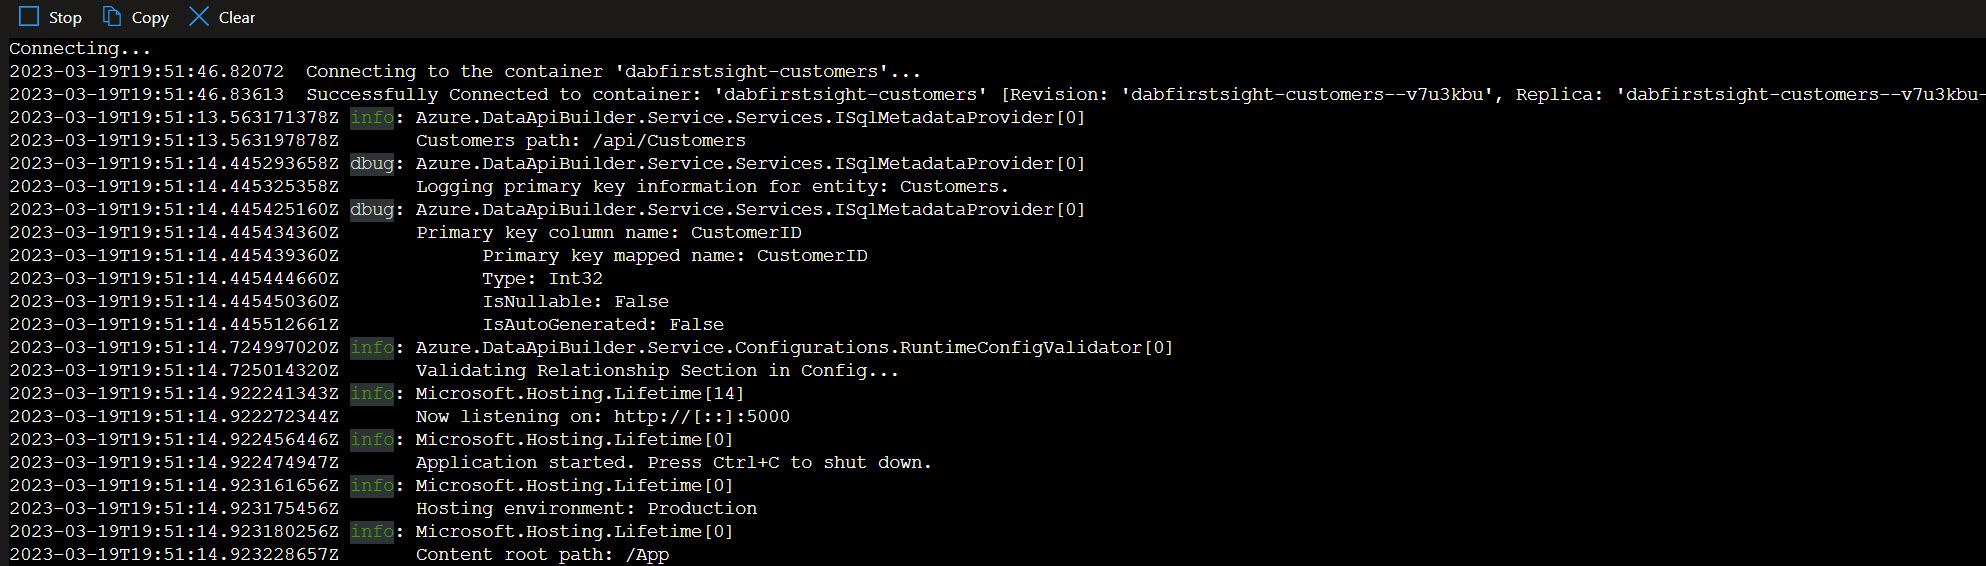 Stop Copy Clear
Connecting...
2023-03-19T19:51:46.82072  Connecting to the container 'dabfirstsight-customers'...
2023-03-19T19:51:46.83613  Successfully Connected to container: 'dabfirstsight-customers' [Revision: 'dabfirstsight-customers--v7u3kbu', Replica: 'dabfirstsight-customers--v7u3kbu-
2023-03-19T19:51:13.563171378Z info: Azure.DataApiBuilder.Service.Services.ISqlMetadataProvider[0]
2023-03-19T19:51:13.563197878Z       Customers path: /api/Customers
2023-03-19T19:51:14.445293658Z dbug: Azure.DataApiBuilder.Service.Services.ISqlMetadataProvider[0]
2023-03-19T19:51:14.445325358Z       Logging primary key information for entity: Customers.
2023-03-19T19:51:14.445425160Z dbug: Azure.DataApiBuilder.Service.Services.ISqlMetadataProvider[0]
2023-03-19T19:51:14.445434360Z       Primary key column name: CustomerID
2023-03-19T19:51:14.445439360Z             Primary key mapped name: CustomerID
2023-03-19T19:51:14.445444660Z             Type: Int32
2023-03-19T19:51:14.445450360Z             IsNullable: False
2023-03-19T19:51:14.445512661Z             IsAutoGenerated: False
2023-03-19T19:51:14.724997020Z info: Azure.DataApiBuilder.Service.Configurations.RuntimeConfigValidator[0]
2023-03-19T19:51:14.725014320Z       Validating Relationship Section in Config...
2023-03-19T19:51:14.922241343Z info: Microsoft.Hosting.Lifetime[14]
2023-03-19T19:51:14.922272344Z       Now listening on: http://[::]:5000
2023-03-19T19:51:14.922456446Z info: Microsoft.Hosting.Lifetime[0]
2023-03-19T19:51:14.922474947Z       Application started. Press Ctrl+C to shut down.
2023-03-19T19:51:14.923161656Z info: Microsoft.Hosting.Lifetime[0]
2023-03-19T19:51:14.923175456Z       Hosting environment: Production
2023-03-19T19:51:14.923180256Z info: Microsoft.Hosting.Lifetime[0]
2023-03-19T19:51:14.923228657Z       Content root path: /App